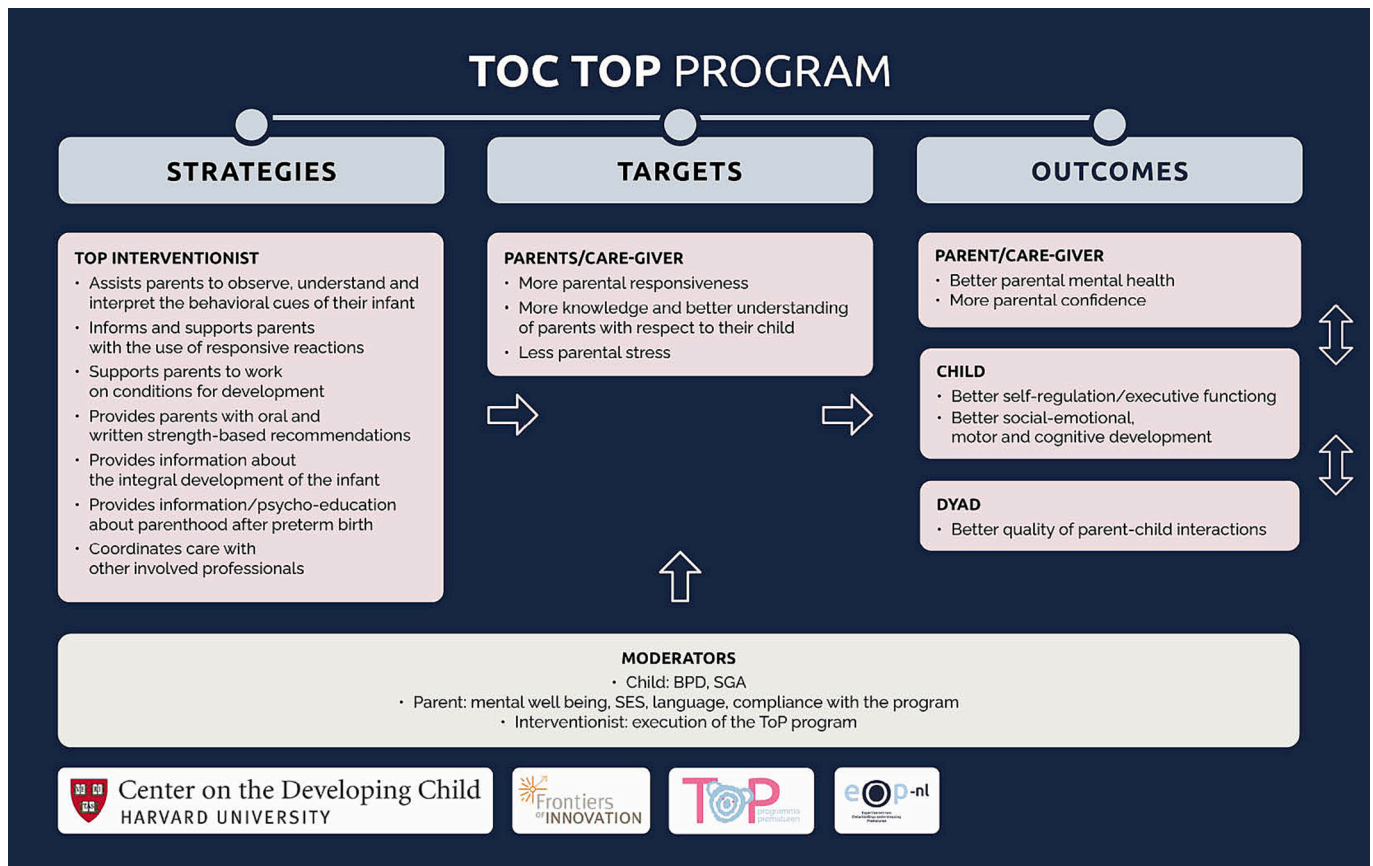 TOC TOP PROGRAM
STRATEGIES
TARGETS
OUTCOMES
TOP INTERVENTIONIST
• Assists parents to observe, understand and
interpret the behavioral cues of their infant
• Informs and supports parents
with the use of responsive reactions
• Supports parents to work
on conditions for development
• Provides parents with oral and
written strength-based recommendations
• Provides information about
the integral development of the infant
• Provides information/psycho-education
about parenthood after preterm birth
• Coordinates care with
other involved professionals
PARENTS/CARE-GIVER
• More parental responsiveness
• More knowledge and better understanding
of parents with respect to their child
• Less parental stress
PARENT/CARE-GIVER
• Better parental mental health
• More parental confidence
CHILD
• Better self-regulation/executive functiong
• Better social-emotional,
motor and cognitive development
DYAD
• Better quality of parent-child interactions
MODERATORS
• Child: BPD, SGA
• Parent: mental well being, SES, language, compliance with the program
• Interventionist: execution of the ToP program
Center on the Developing Child
HARVARD UNIVERSITY
Frontiers
OF INNOVATION
ToP
programma
prematuren
eop-nl